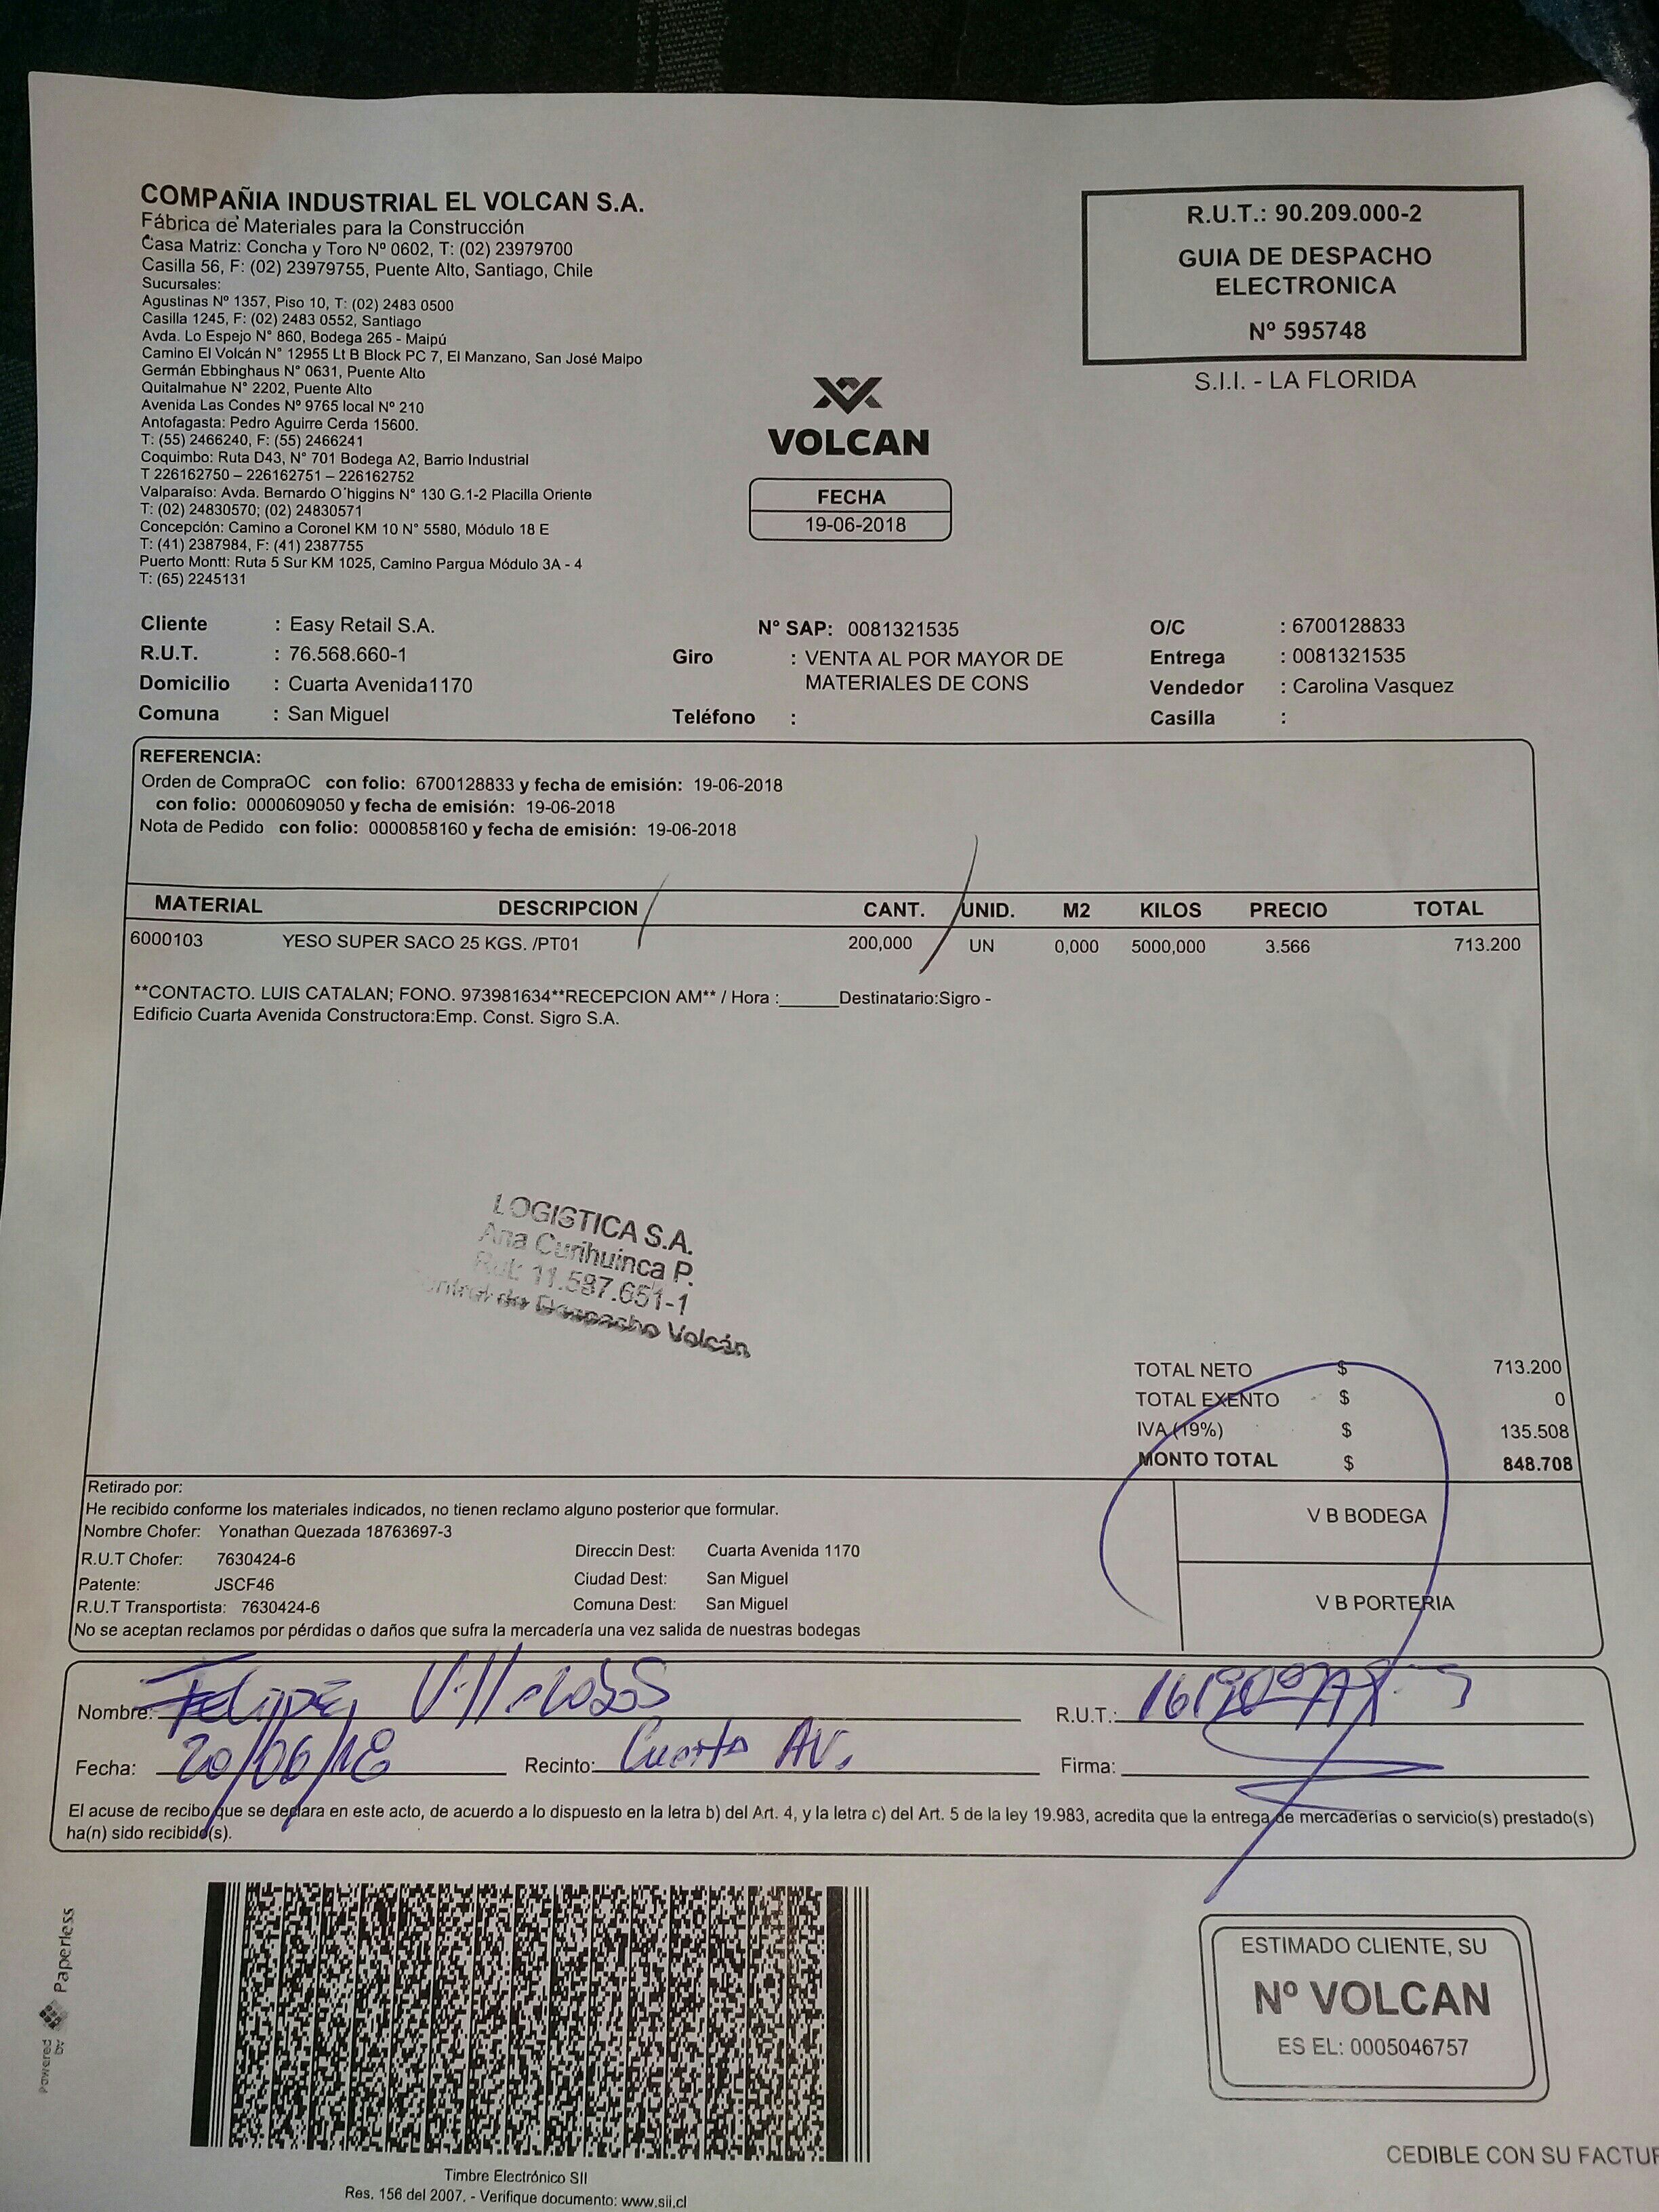 COMPAÑIA INDUSTRIAL EL VOLCAN S.A.
Fábrica de Materiales para la Construcción
Casa Matriz: Concha y Toro Nº 0602, T: (02) 23979700
Casilla 56, F: (02) 23979755, Puente Alto, Santiago, Chile
Sucursales:
Agustinas Nº 1357, Piso 10, T: (02) 2483 0500
Casilla 1245, F: (02) 2483 0552, Santiago
Avda. Lo Espejo N° 860, Bodega 265 - Maipú
Camino El Volcán N° 12955 Lt B Block PC 7, El Manzano, San José Maipo
Germán Ebbinghaus N° 0631, Puente Alto
Quitalmahue N° 2202, Puente Alto
Avenida Las Condes Nº 9765 local Nº 210
Antofagasta: Pedro Aguirre Cerda 15600.
T: (55) 2466240, F: (55) 2466241
Coquimbo: Ruta D43, N° 701 Bodega A2, Barrio Industrial
T 226162750 – 226162751 – 226162752
Valparaíso: Avda. Bernardo O´higgins N° 130 G.1-2 Placilla Oriente
T: (02) 24830570; (02) 24830571
Concepción: Camino a Coronel KM 10 N° 5580, Módulo 18 E
T: (41) 2387984, F: (41) 2387755
Puerto Montt: Ruta 5 Sur KM 1025, Camino Pargua Módulo 3A - 4
T: (65) 2245131
R.U.T.: 90.209.000-2
GUIA DE DESPACHO
ELECTRONICA
Nº 595748
S.I.I. - LA FLORIDA
VOLCAN
FECHA
19-06-2018
Cliente : Easy Retail S.A. N° SAP: 0081321535 O/C : 6700128833
R.U.T. : 76.568.660-1 Giro : VENTA AL POR MAYOR DE Entrega : 0081321535
Domicilio : Cuarta Avenida1170 MATERIALES DE CONS Vendedor : Carolina Vasquez
Comuna : San Miguel Teléfono : Casilla :
REFERENCIA:
Orden de CompraOC con folio: 6700128833 y fecha de emisión: 19-06-2018
con folio: 0000609050 y fecha de emisión: 19-06-2018
Nota de Pedido con folio: 0000858160 y fecha de emisión: 19-06-2018
MATERIAL DESCRIPCION CANT. UNID. M2 KILOS PRECIO TOTAL
6000103 YESO SUPER SACO 25 KGS. /PT01 200,000 UN 0,000 5000,000 3.566 713.200
**CONTACTO. LUIS CATALAN; FONO. 973981634**RECEPCION AM** / Hora :______Destinatario:Sigro -
Edificio Cuarta Avenida Constructora:Emp. Const. Sigro S.A.
LOGISTICA S.A.
Ana Curihuinca P.
Rut: 11.587.651-1
de Despacho Volcán
TOTAL NETO $ 713.200
TOTAL EXENTO $ 0
IVA (19%) $ 135.508
MONTO TOTAL $ 848.708
Retirado por:
He recibido conforme los materiales indicados, no tienen reclamo alguno posterior que formular.
Nombre Chofer: Yonathan Quezada 18763697-3
R.U.T Chofer: 7630424-6 Direccin Dest: Cuarta Avenida 1170
Patente: JSCF46 Ciudad Dest: San Miguel
R.U.T Transportista: 7630424-6 Comuna Dest: San Miguel
No se aceptan reclamos por pérdidas o daños que sufra la mercadería una vez salida de nuestras bodegas
V B BODEGA
V B PORTERIA
Nombre: Felipe R.U.T.:
Fecha: 20/06/18 Recinto: Cuarta AV. Firma:
El acuse de recibo que se declara en este acto, de acuerdo a lo dispuesto en la letra b) del Art. 4, y la letra c) del Art. 5 de la ley 19.983, acredita que la entrega de mercaderías o servicio(s) prestado(s)
ha(n) sido recibido(s).
powered by Paperless
Timbre Electrónico SII
Res. 156 del 2007. - Verifique documento: www.sii.cl
ESTIMADO CLIENTE, SU
Nº VOLCAN
ES EL: 0005046757
CEDIBLE CON SU FACTUR